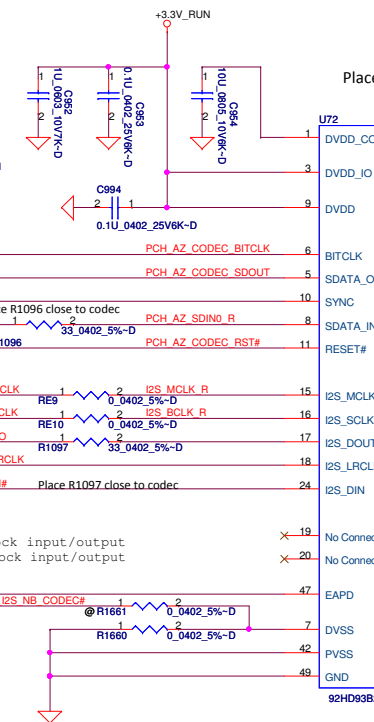 +3.3V_RUN
1
2
1U_0603_10V7K~D
C952
1
2
0.1U_0402_25V6K~D
C953
1
2
10U_0805_10V6K~D
C954
Place
U72
1 DVDD_CO
3 DVDD_IO
C994
2 1
9 DVDD
0.1U_0402_25V6K~D
PCH_AZ_CODEC_BITCLK 6 BITCLK
PCH_AZ_CODEC_SDOUT 5 SDATA_O
10 SYNC
ce R1096 close to codec
1 2 PCH_AZ_SDIN0_R 8 SDATA_IN
33_0402_5%~D
1096
PCH_AZ_CODEC_RST# 11 RESET#
CLK 1 2 I2S_MCLK_R 15 I2S_MCLK
RE9 0_0402_5%~D
CLK 1 2 I2S_BCLK_R 16 I2S_SCLK
RE10 0_0402_5%~D
O 1 2 17 I2S_DOUT
R1097 33_0402_5%~D
RCLK 18 I2S_LRCL
# Place R1097 close to codec 24 I2S_DIN
19 No Connec
ock input/output
20 No Connec
ock input/output
47 EAPD
I2S_NB_CODEC# 1 2
@ R1661 0_0402_5%~D
1 2 7 DVSS
R1660 0_0402_5%~D
42 PVSS
49 GND
92HD93B